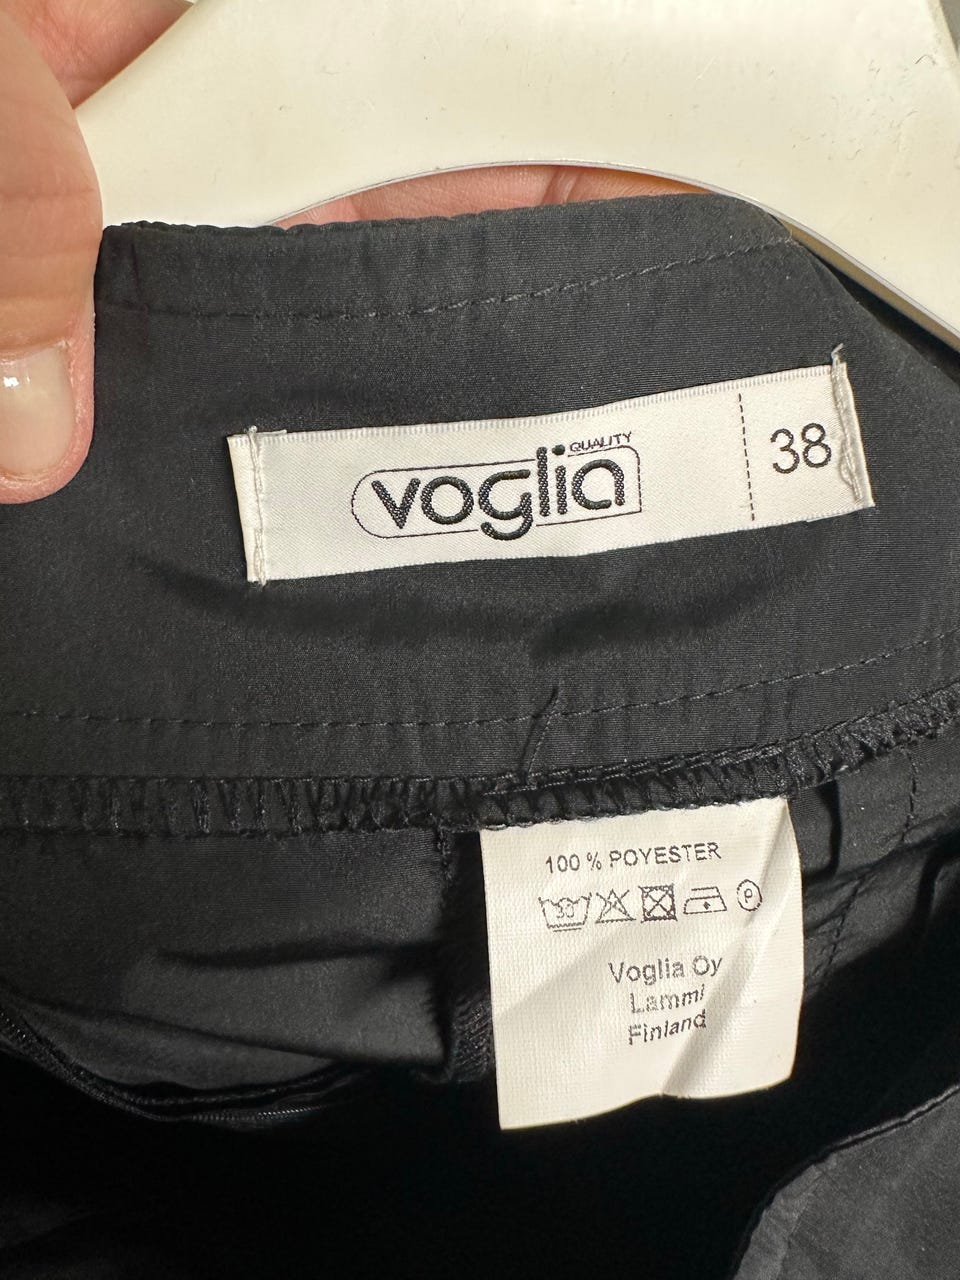 QUALITY
voglia
38
100 % POYESTER
30
P
Voglia Oy
Lammi
Finland